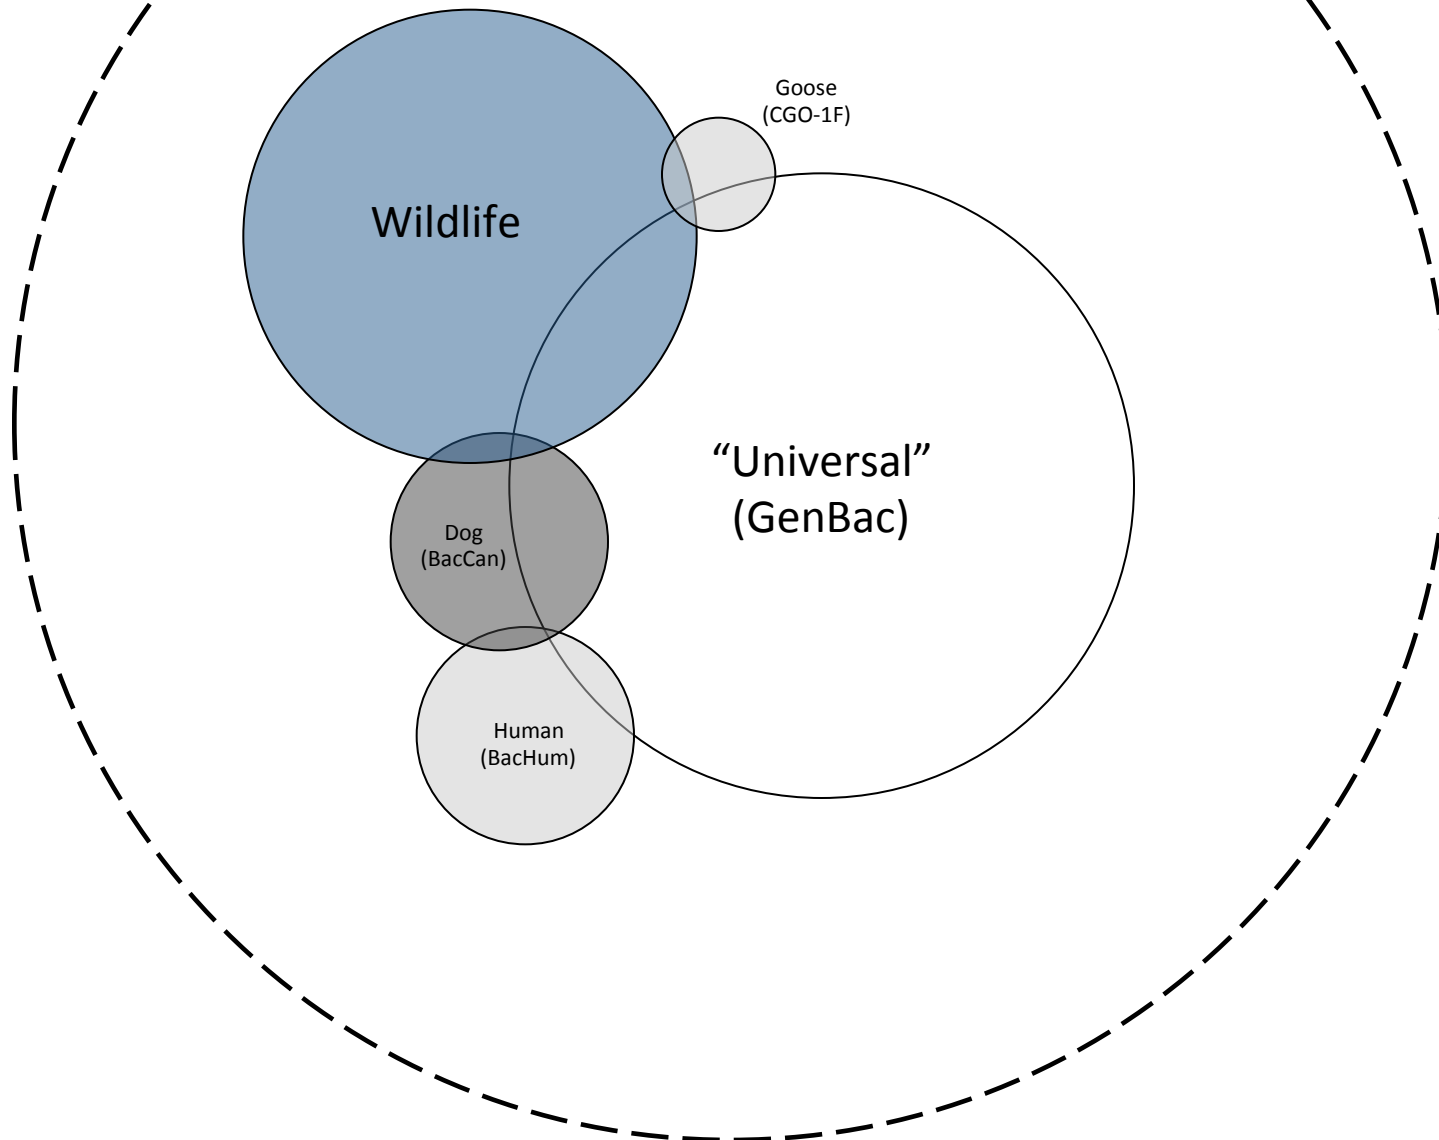 Goose
(CGO-1F)
Wildlife
“Universal”
(GenBac)
Dog
(BacCan)
Human
(BacHum)